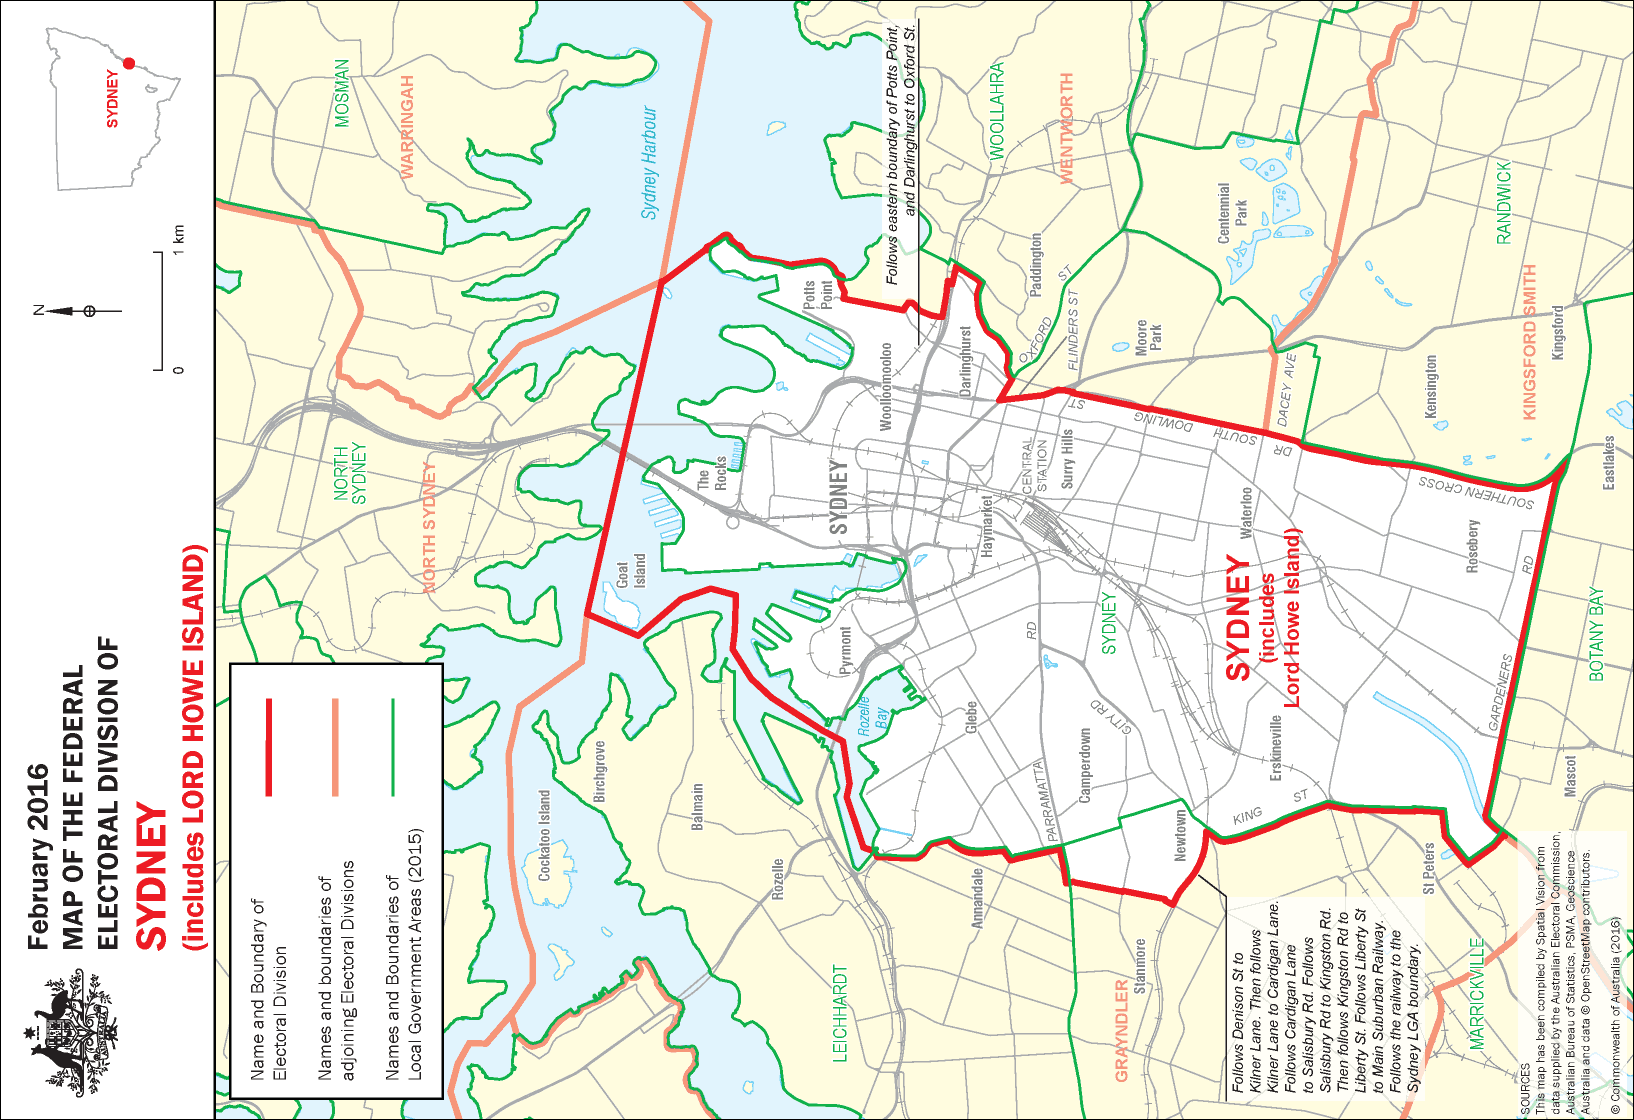 February 2016
MAP OF THE FEDERAL
ELECTORAL DIVISION OF
SYDNEY
(includes LORD HOWE ISLAND)
SYDNEY
N
0
1 km
Name and Boundary of
Electoral Division
Names and boundaries of
adjoining Electoral Divisions
Names and Boundaries of
Local Government Areas (2015)
MOSMAN
WARRINGAH
NORTH
SYDNEY
NORTH SYDNEY
Sydney Harbour
Cockatoo Island
Birchgrove
Goat
Island
Balmain
The
Rocks
Potts
Point
Rozelle
Pyrmont
SYDNEY
Rozelle
Bay
Woolloomooloo
Follows eastern boundary of Potts Point,
and Darlinghurst to Oxford St.
LEICHHARDT
Annandale
Glebe
Haymarket
Darlinghurst
WOOLLAHRA
WENTWORTH
CENTRAL
STATION
Surry Hills
OXFORD
ST
FLINDERS ST
Paddington
PARRAMATTA
RD
Camperdown
CITY RD
SYDNEY
ST
DOWLING
SOUTH
DR
Moore
Park
GRAYNDLER
Stanmore
Newtown
SYDNEY
(includes
Lord Howe Island)
Waterloo
Centennial
Park
DACEY AVE
KING
ST
Erskineville
Follows Denison St to
Kilner Lane. Then follows
Kilner Lane to Cardigan Lane.
Follows Cardigan Lane
to Salisbury Rd. Follows
Salisbury Rd to Kingston Rd.
Then follows Kingston Rd to
Liberty St. Follows Liberty St
to Main Suburban Railway.
Follows the railway to the
Sydney LGA boundary.
St Peters
MARRICKVILLE
Rosebery
SOUTHERN CROSS
Kensington
RANDWICK
KINGSFORD SMITH
Kingsford
GARDENERS
RD
Mascot
BOTANY BAY
Eastlakes
SOURCES
This map has been compiled by Spatial Vision from
data supplied by the Australian Electoral Commission,
Australian Bureau of Statistics, PSMA, Geoscience
Australia and data © OpenStreetMap contributors.
© Commonwealth of Australia (2016)